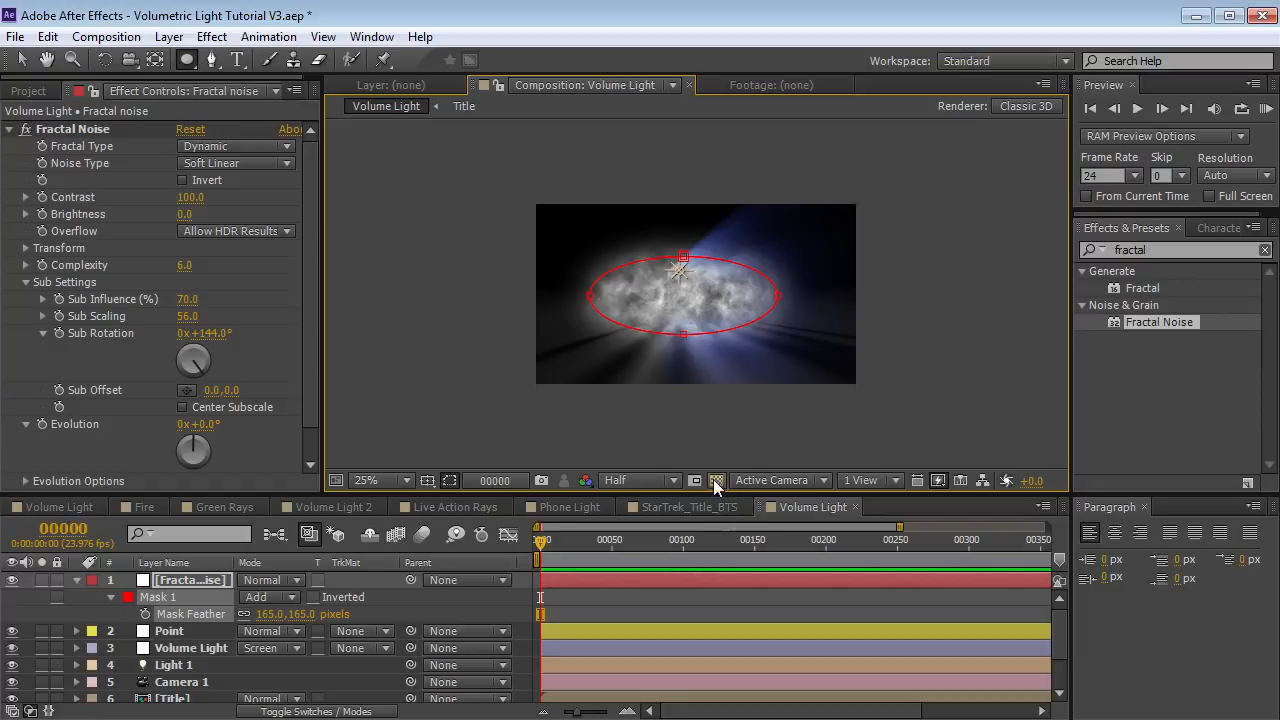 Adobe After Effects - Volumetric Light Tutorial V3.aep *
File Edit Composition Layer Effect Animation View Window Help
Workspace: Standard Search Help
Project Effect Controls: Fractal noise Layer: (none) Composition: Volume Light Footage: (none) Preview
Volume Light • Fractal noise
Volume Light Title Renderer: Classic 3D
Fractal Noise Reset Abo
Fractal Type Dynamic
Noise Type Soft Linear
Invert
Contrast 100.0
Brightness 0.0
Overflow Allow HDR Results
Transform
Complexity 6.0
Sub Settings
Sub Influence (%) 70.0
Sub Scaling 56.0
Sub Rotation 0x+144.0°
Sub Offset 0.0,0.0
Center Subscale
Evolution 0x+0.0°
Evolution Options
RAM Preview Options
Frame Rate Skip Resolution
24 0 Auto
From Current Time Full Screen
Effects & Presets Characte
fractal
Generate
Fractal
Noise & Grain
Fractal Noise
25% 00000 Half Active Camera 1 View +0.0
Volume Light Fire Green Rays Volume Light 2 Live Action Rays Phone Light StarTrek_Title_BTS Volume Light Paragraph
00000
0:00:00:00 (23.976 fps)
00050 00100 00150 00200 00250 00300 00350
# Layer Name Mode T TrkMat Parent
1 [Fracta...ise] Normal None
Mask 1 Add Inverted
Mask Feather 165.0,165.0 pixels
2 Point Normal None None
3 Volume Light Screen None None
4 Light 1 None
5 Camera 1 None
6 [Title] Normal None None
Toggle Switches / Modes
0 px 0 px 0 px
0 px 0 px